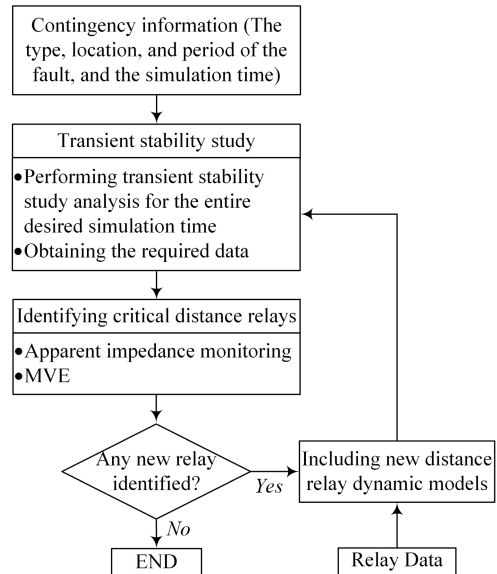 Contingency information (The
type, location, and period of the
fault, and the simulation time)
Transient stability study
•Performing transient stability
study analysis for the entire
desired simulation time
•Obtaining the required data
Identifying critical distance relays
•Apparent impedance monitoring
•MVE
Any new relay
identified?
Yes
Including new distance
relay dynamic models
No
END
Relay Data